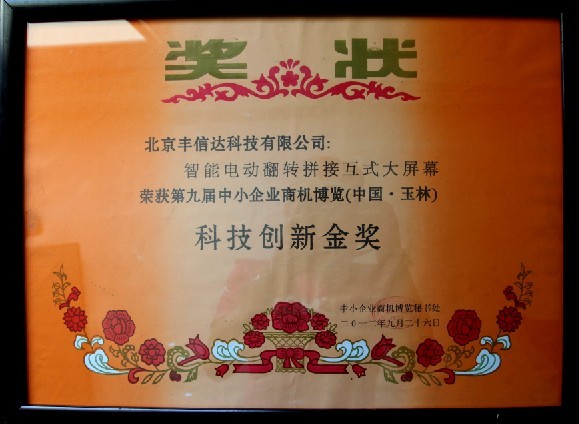 奖状
北京丰信达科技有限公司:
智能电动翻转拼接互式大屏幕
荣获第九届中小企业商机博览(中国·玉林)
科技创新金奖
中小企业商机博览秘书处
二0一二年九月二十六日